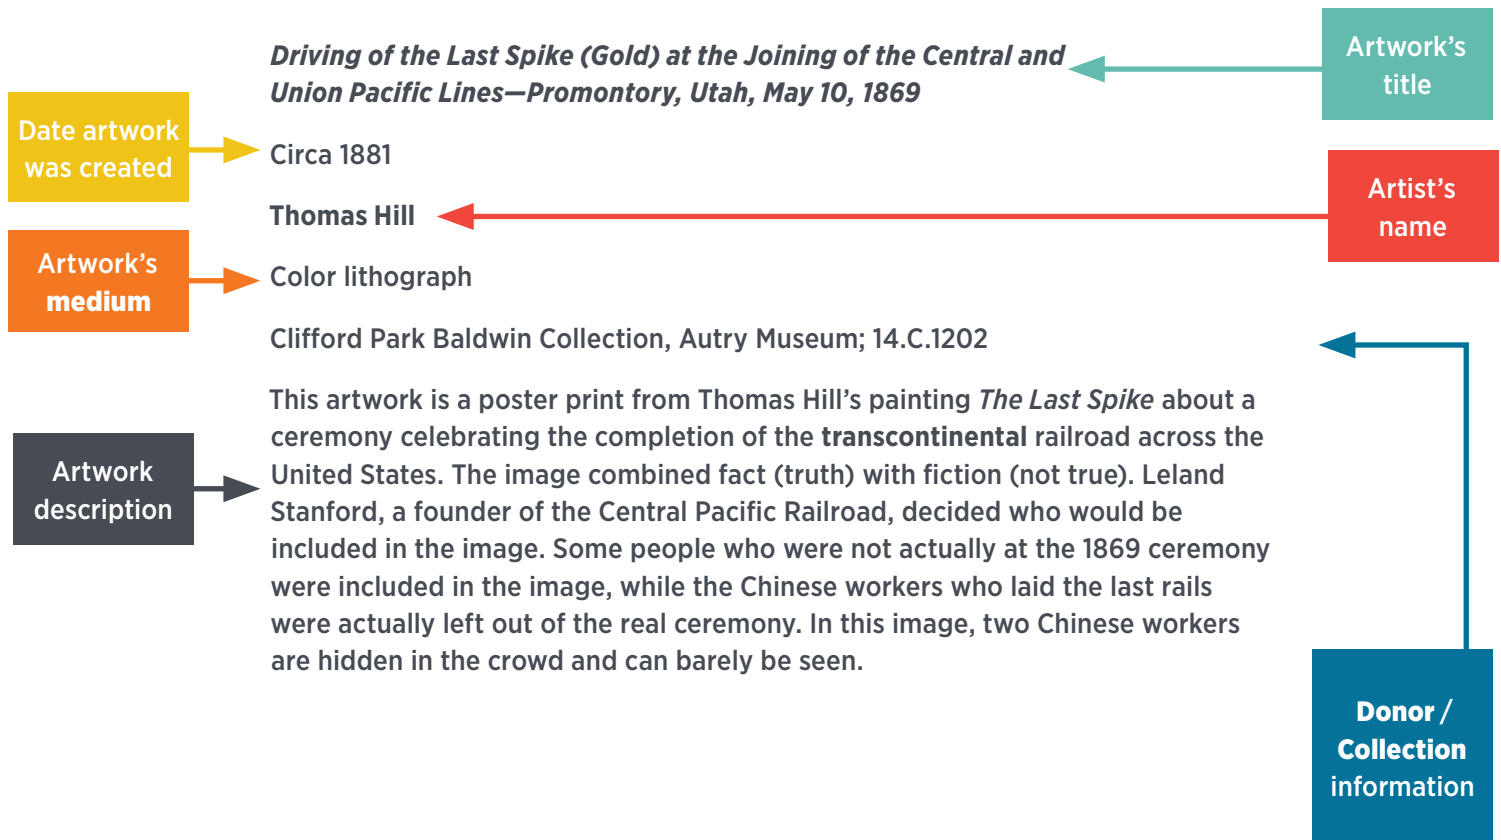 Driving of the Last Spike (Gold) at the Joining of the Central and
Union Pacific Lines—Promontory, Utah, May 10, 1869
Artwork's
title
Date artwork
was created
Circa 1881
Thomas Hill
Artist's
name
Artwork's
medium
Color lithograph
Clifford Park Baldwin Collection, Autry Museum; 14.C.1202
This artwork is a poster print from Thomas Hill's painting The Last Spike about a
ceremony celebrating the completion of the transcontinental railroad across the
United States. The image combined fact (truth) with fiction (not true). Leland
Stanford, a founder of the Central Pacific Railroad, decided who would be
included in the image. Some people who were not actually at the 1869 ceremony
were included in the image, while the Chinese workers who laid the last rails
were actually left out of the real ceremony. In this image, two Chinese workers
are hidden in the crowd and can barely be seen.
Artwork
description
Donor /
Collection
information